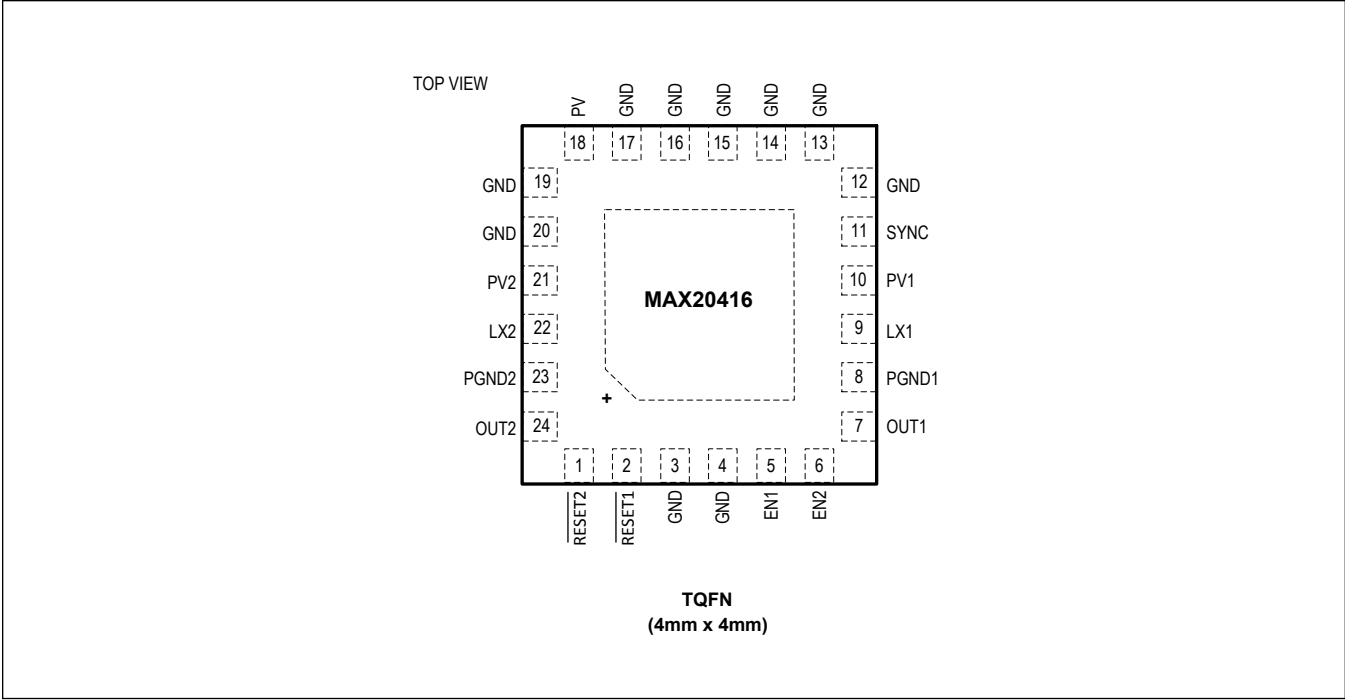 TOP VIEW
PV GND GND GND GND GND
18 17 16 15 14 13
GND 19 12 GND
GND 20 11 SYNC
PV2 21 10 PV1
LX2 22 MAX20416 9 LX1
PGND2 23 8 PGND1
+
OUT2 24 7 OUT1
1 2 3 4 5 6
RESET2 RESET1 GND GND EN1 EN2
TQFN
(4mm x 4mm)